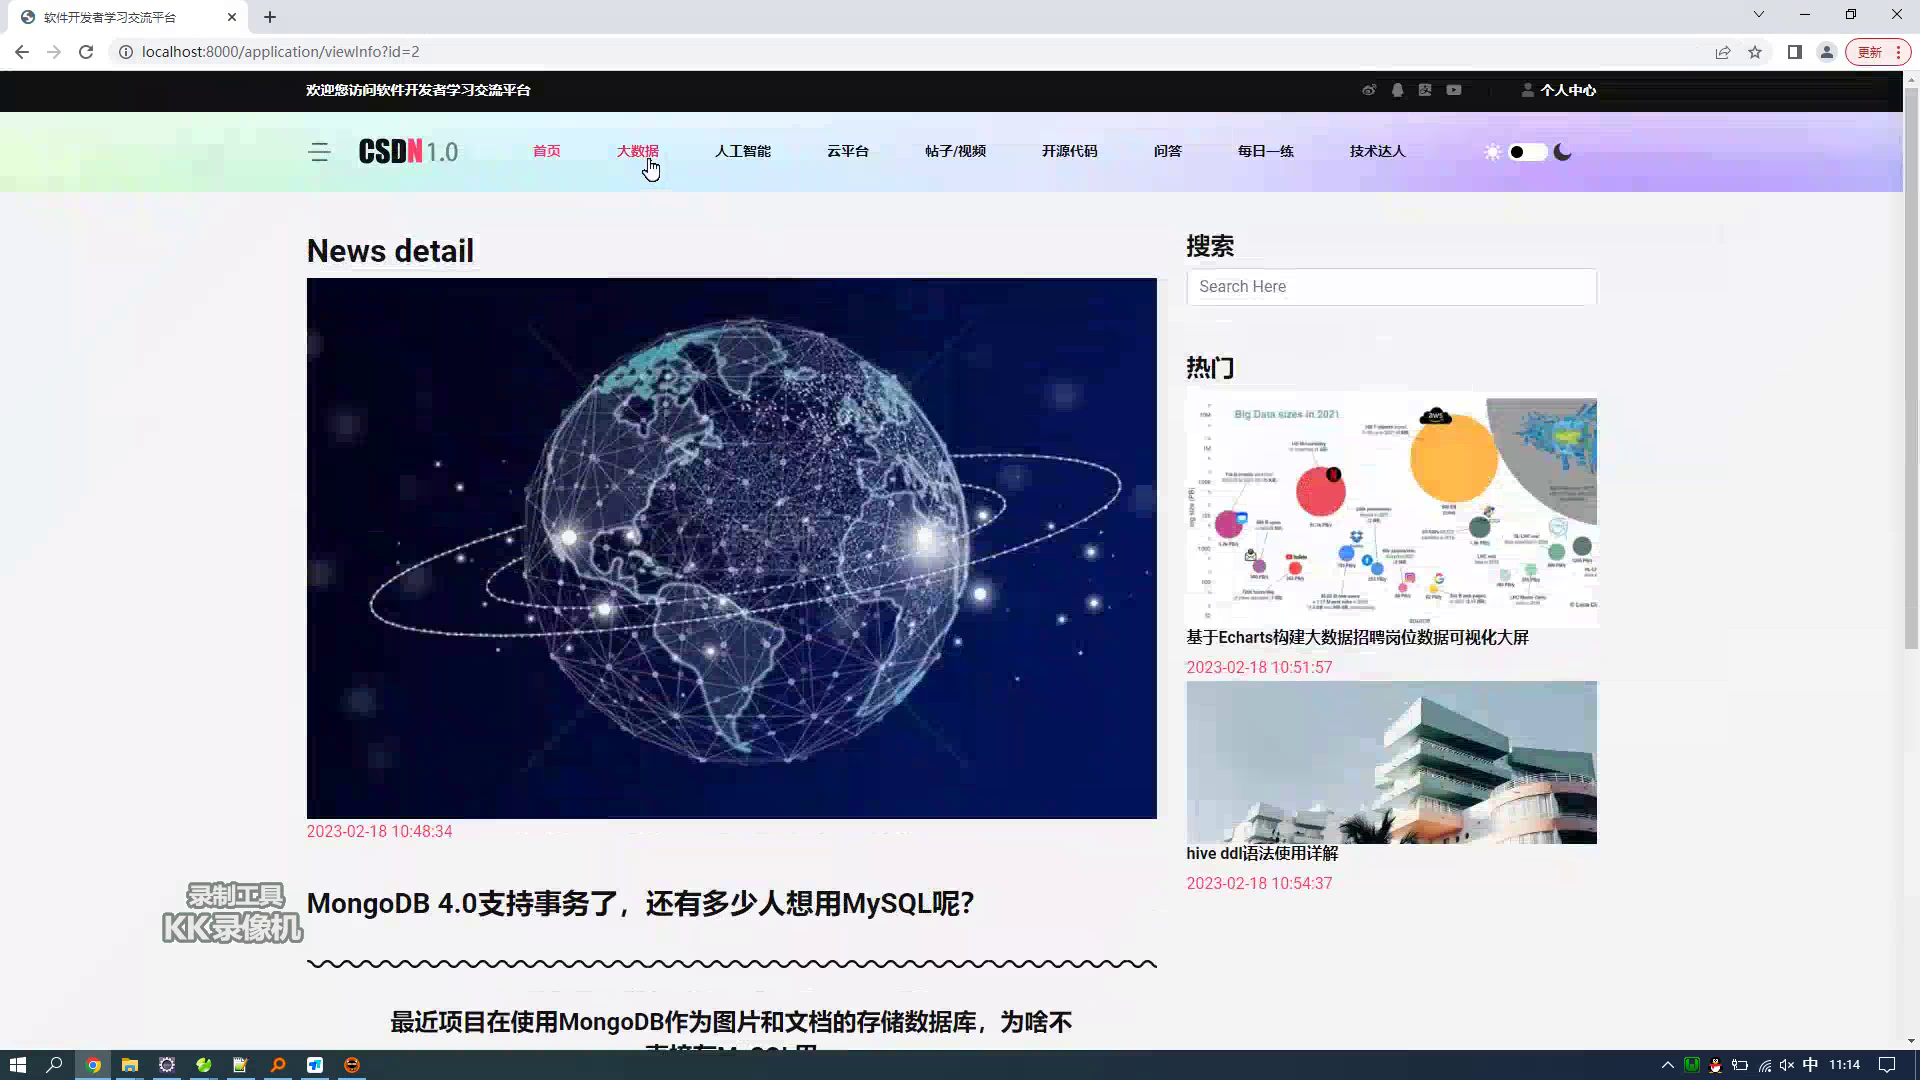 软件开发者学习交流平台
localhost:8000/application/viewInfo?id=2
更新
欢迎您访问软件开发者学习交流平台
个人中心
CSDN 1.0
首页
大数据
人工智能
云平台
帖子/视频
开源代码
问答
每日一练
技术达人
News detail
2023-02-18 10:48:34
MongoDB 4.0支持事务了，还有多少人想用MySQL呢？
最近项目在使用MongoDB作为图片和文档的存储数据库，为啥不
搜索
Search Here
热门
Big Data sizes in 2021
aws
基于Echarts构建大数据招聘岗位数据可视化大屏
2023-02-18 10:51:57
hive ddl语法使用详解
2023-02-18 10:54:37
录制工具
KK录像机
中
11:14